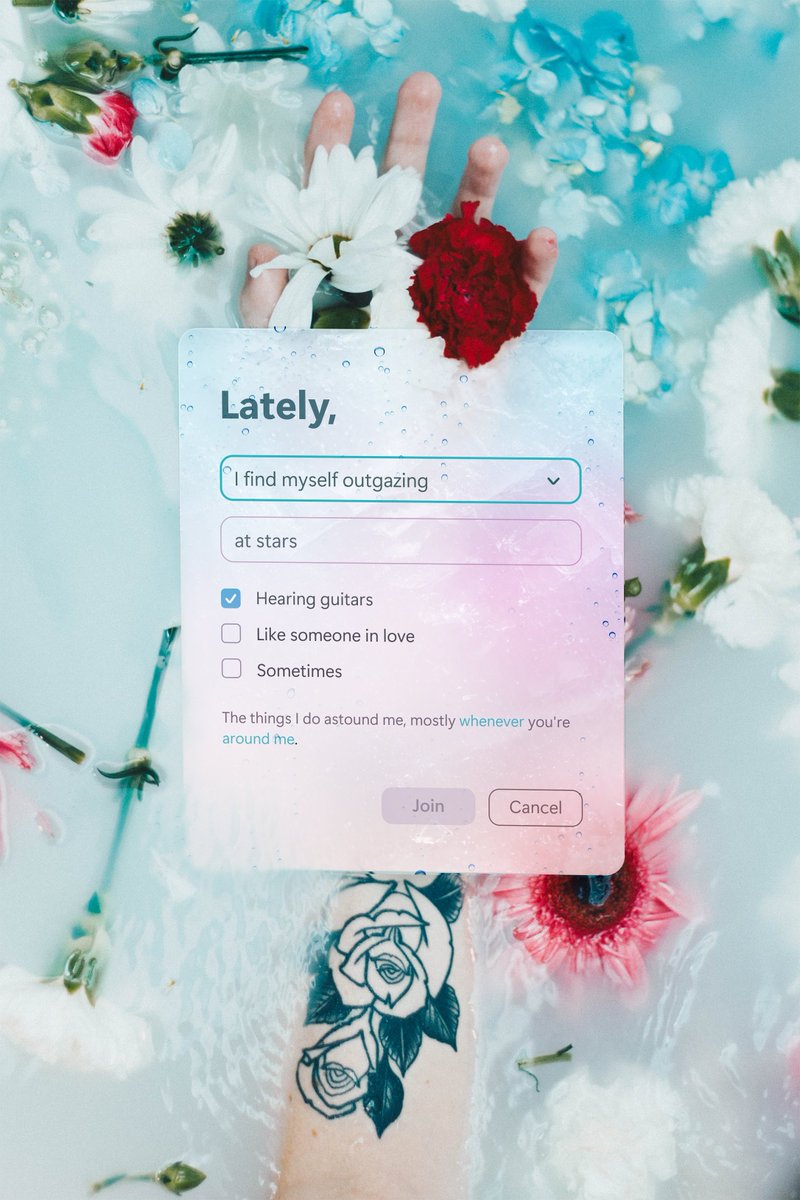 Lately,
I find myself outgazing
at stars
Hearing guitars
Like someone in love
Sometimes
The things I do astound me, mostly whenever you're
around me.
Join
Cancel